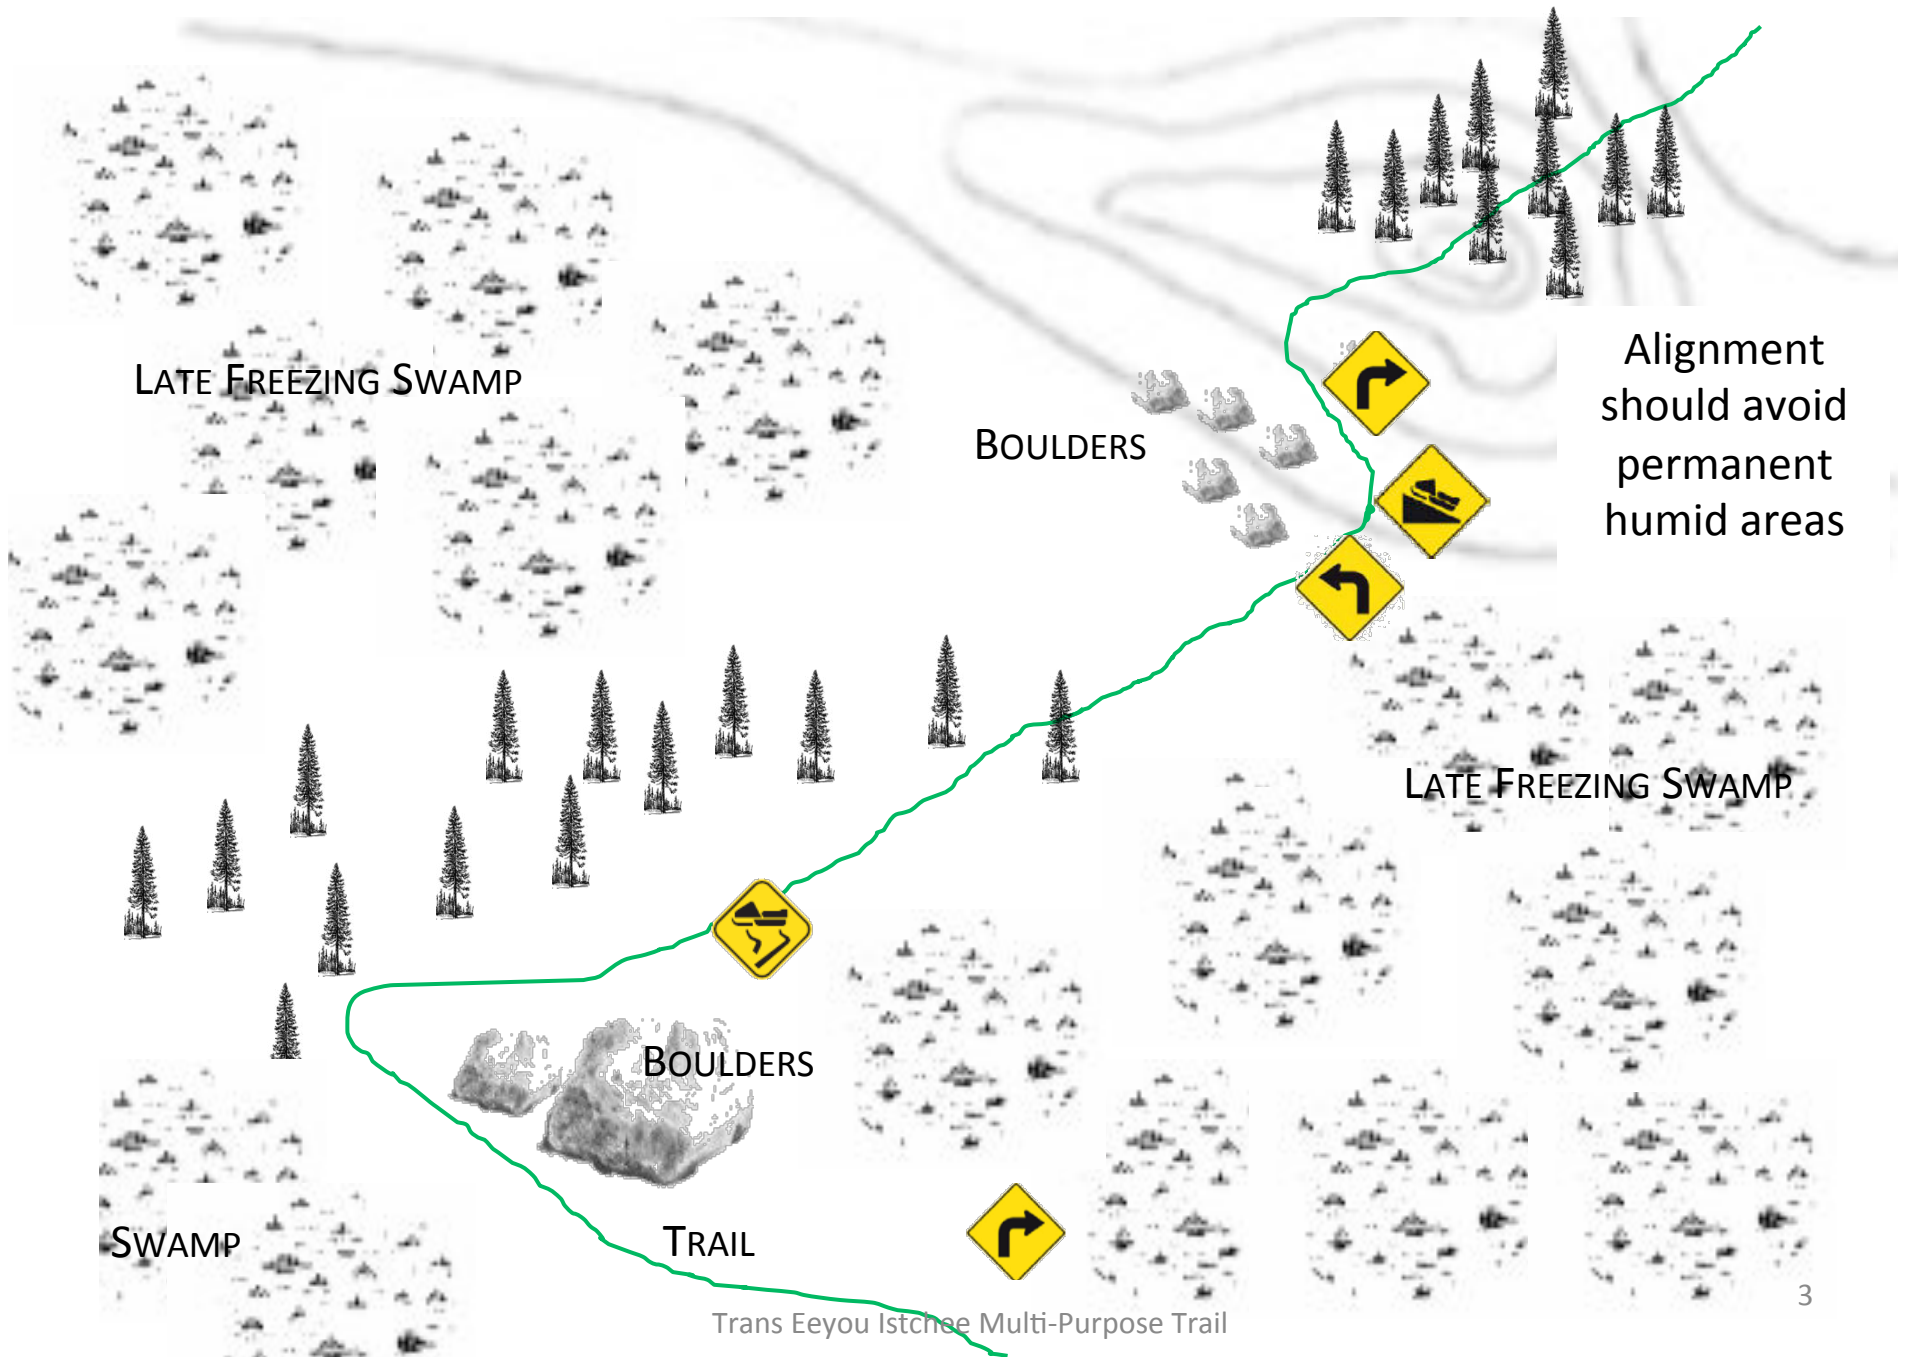 LATE FREEZING SWAMP
BOULDERS
Alignment
should avoid
permanent
humid areas
LATE FREEZING SWAMP
BOULDERS
SWAMP
TRAIL
Trans Eeyou Istchee Multi-Purpose Trail
3